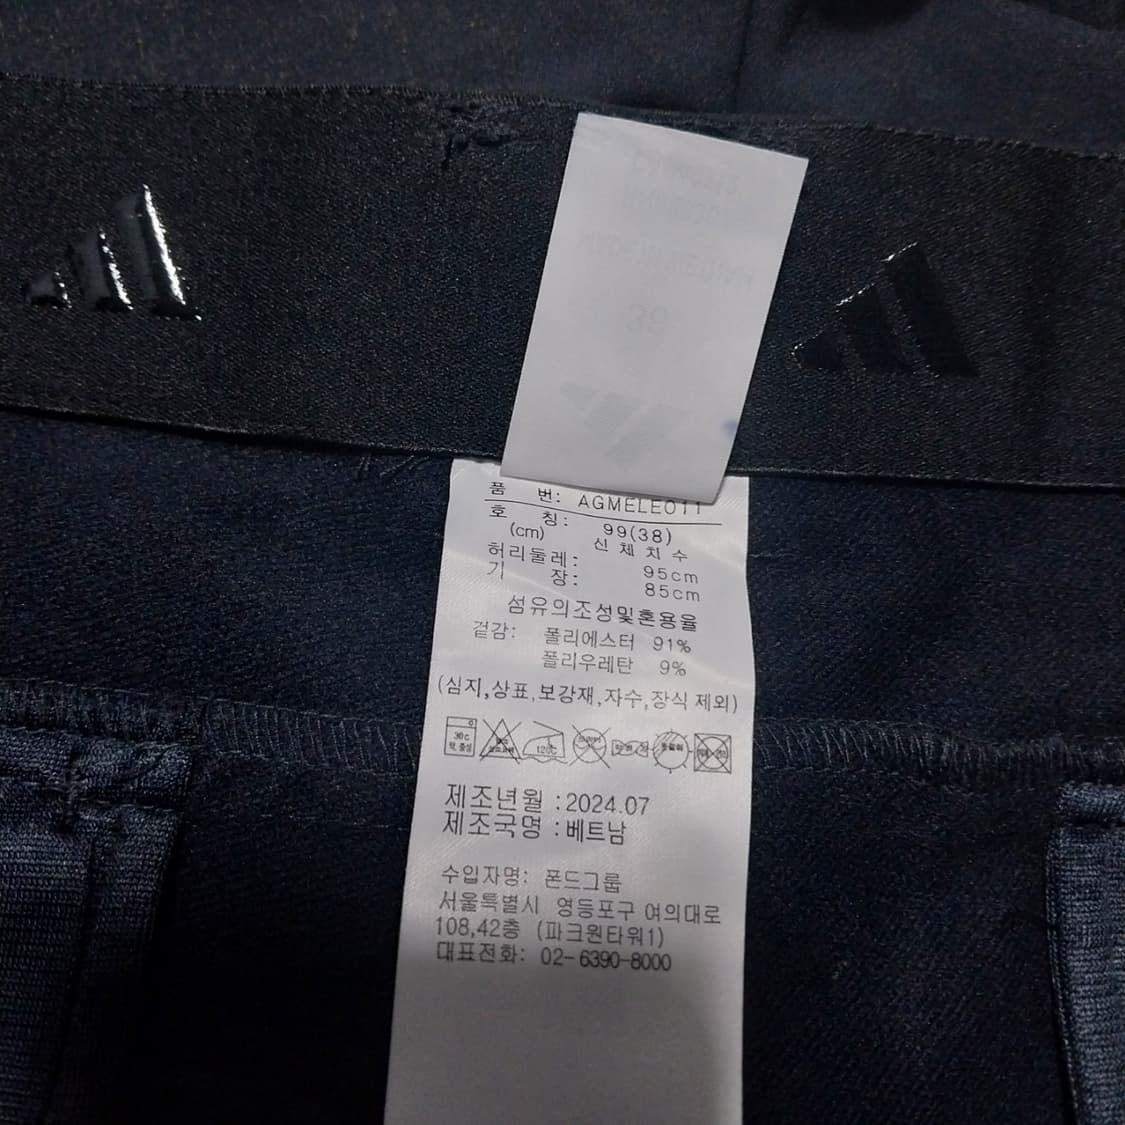 품 번: AGMELE011
호 칭: 99(38)
(cm) 신 체 치 수
허리둘레: 95cm
기 장: 85cm
섬유의조성및혼용율
겉감: 폴리에스터 91%
폴리우레탄 9%
(심지,상표,보강재,자수,장식 제외)
30℃ 120℃
제조년월 :2024.07
제조국명 :베트남
수입자명: 폰드그룹
서울특별시 영등포구 여의대로
108,42층 (파크원타워1)
대표전화: 02-6390-8000